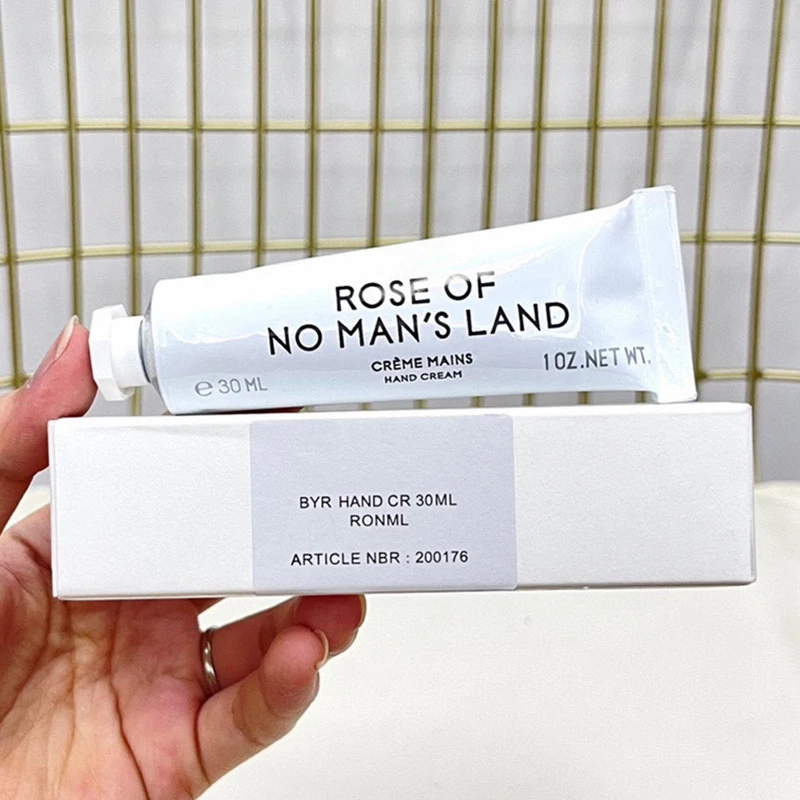 ROSE OF
NO MAN'S LAND
CRÈME MAINS
HAND CREAM
e 30 ML
1 OZ.NET WT.
BYR HAND CR 30ML
RONML
ARTICLE NBR : 200176